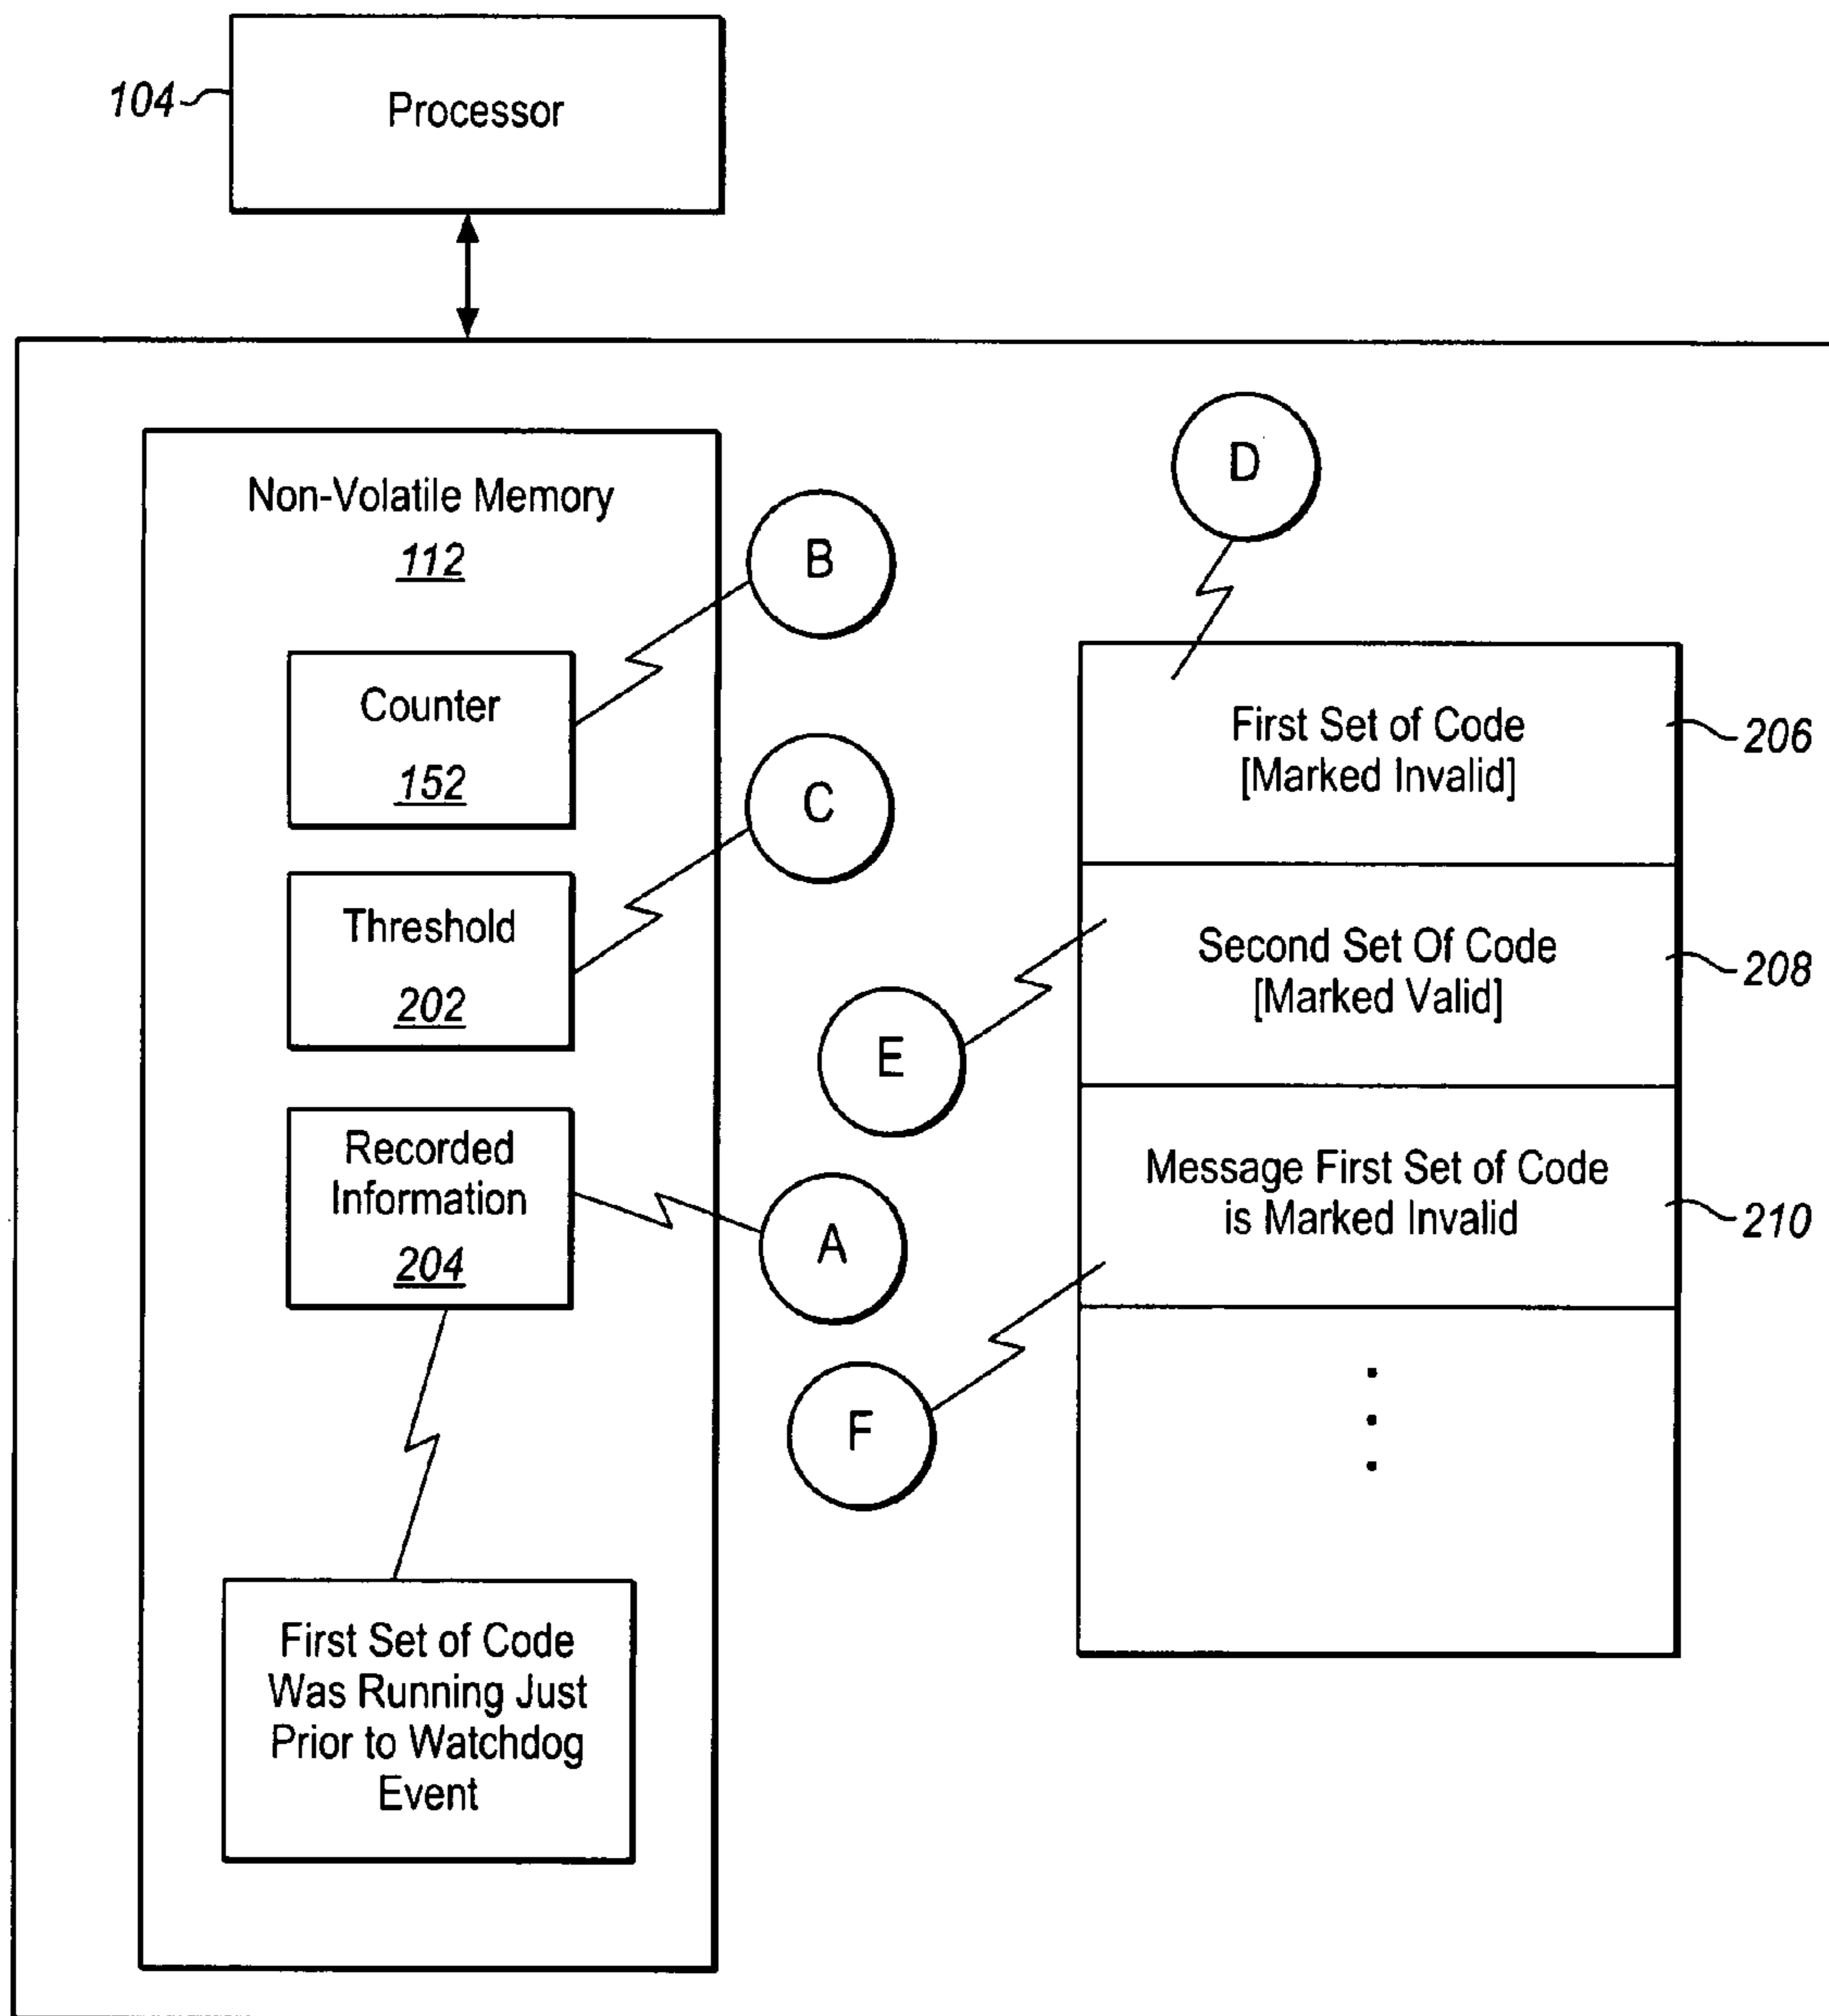 104
Processor
Non-Volatile Memory
112
Counter
152
Threshold
202
Recorded
Information
204
First Set of Code
Was Running Just
Prior to Watchdog
Event
B
C
E
A
F
D
First Set of Code
[Marked Invalid]
206
Second Set Of Code
[Marked Valid]
208
Message First Set of Code
is Marked Invalid
210